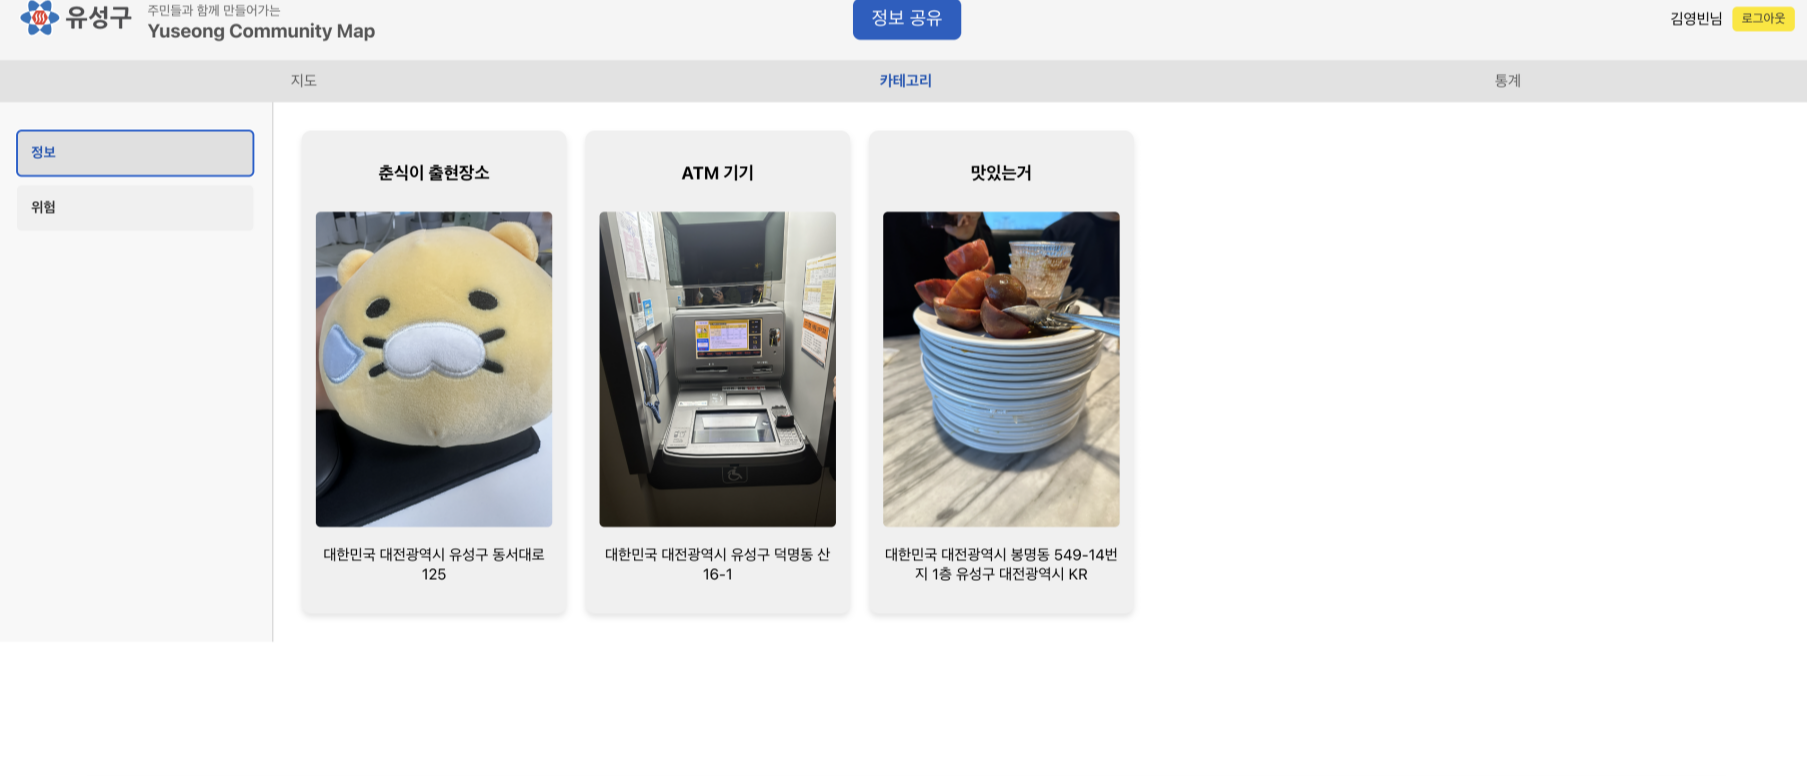 유성구
주민들과 함께 만들어가는
Yuseong Community Map
정보 공유
김영빈님
로그아웃
지도
카테고리
통계
정보
위험
춘식이 출현장소
대한민국 대전광역시 유성구 동서대로
125
ATM 기기
대한민국 대전광역시 유성구 덕명동 산
16-1
맛있는거
대한민국 대전광역시 봉명동 549-14번
지 1층 유성구 대전광역시 KR